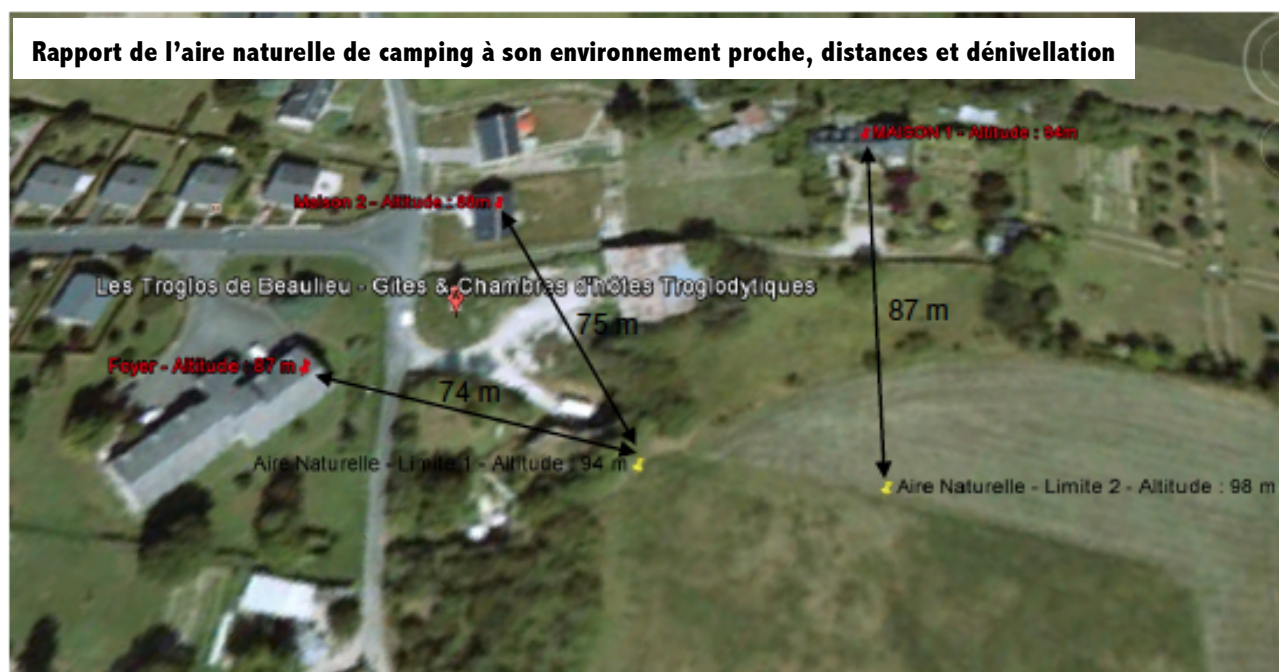 Rapport de l'aire naturelle de camping à son environnement proche, distances et dénivellation
MAISON 1 - Altitude : 94m
Maison 2 - Altitude : 88m
Les Troglos de Beaulieu - Gîtes & Chambres d'hôtes Troglodytiques
75 m
87 m
Foyer - Altitude : 87 m
74 m
Aire Naturelle - Limite 1 - Altitude : 94 m
Aire Naturelle - Limite 2 - Altitude : 98 m